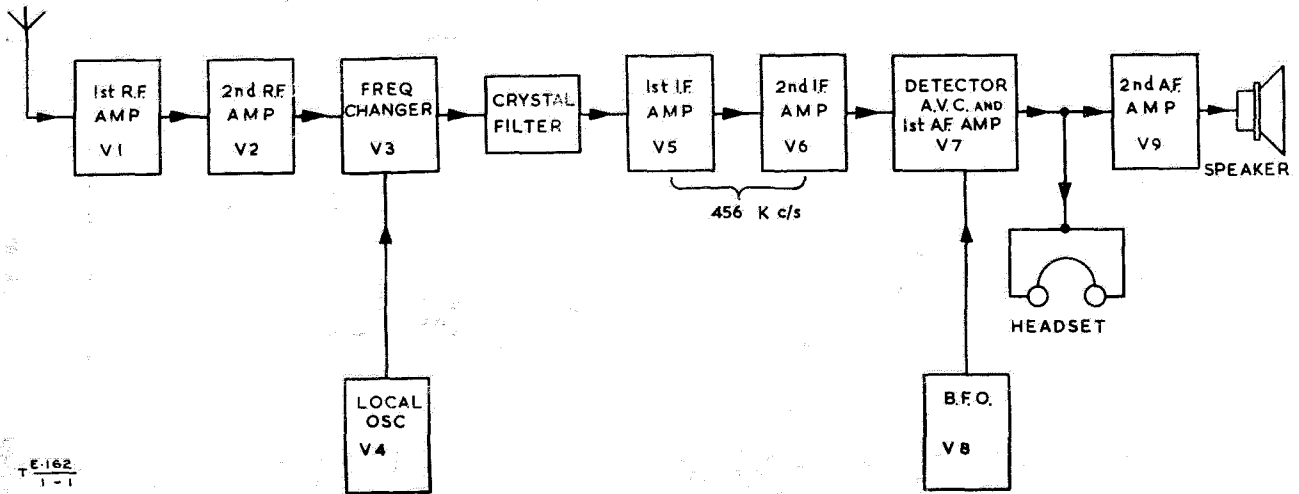 1st R.F.
AMP
V1
2nd R.F.
AMP
V2
FREQ
CHANGER
V3
CRYSTAL
FILTER
1st I.F.
AMP
V5
2nd I.F.
AMP
V6
DETECTOR
A.V.C. AND
1st A.F. AMP
V7
2nd A.F.
AMP
V9
SPEAKER
456 K c/s
HEADSET
LOCAL
OSC
V4
B.F.O.
V8
T E·162
1-1